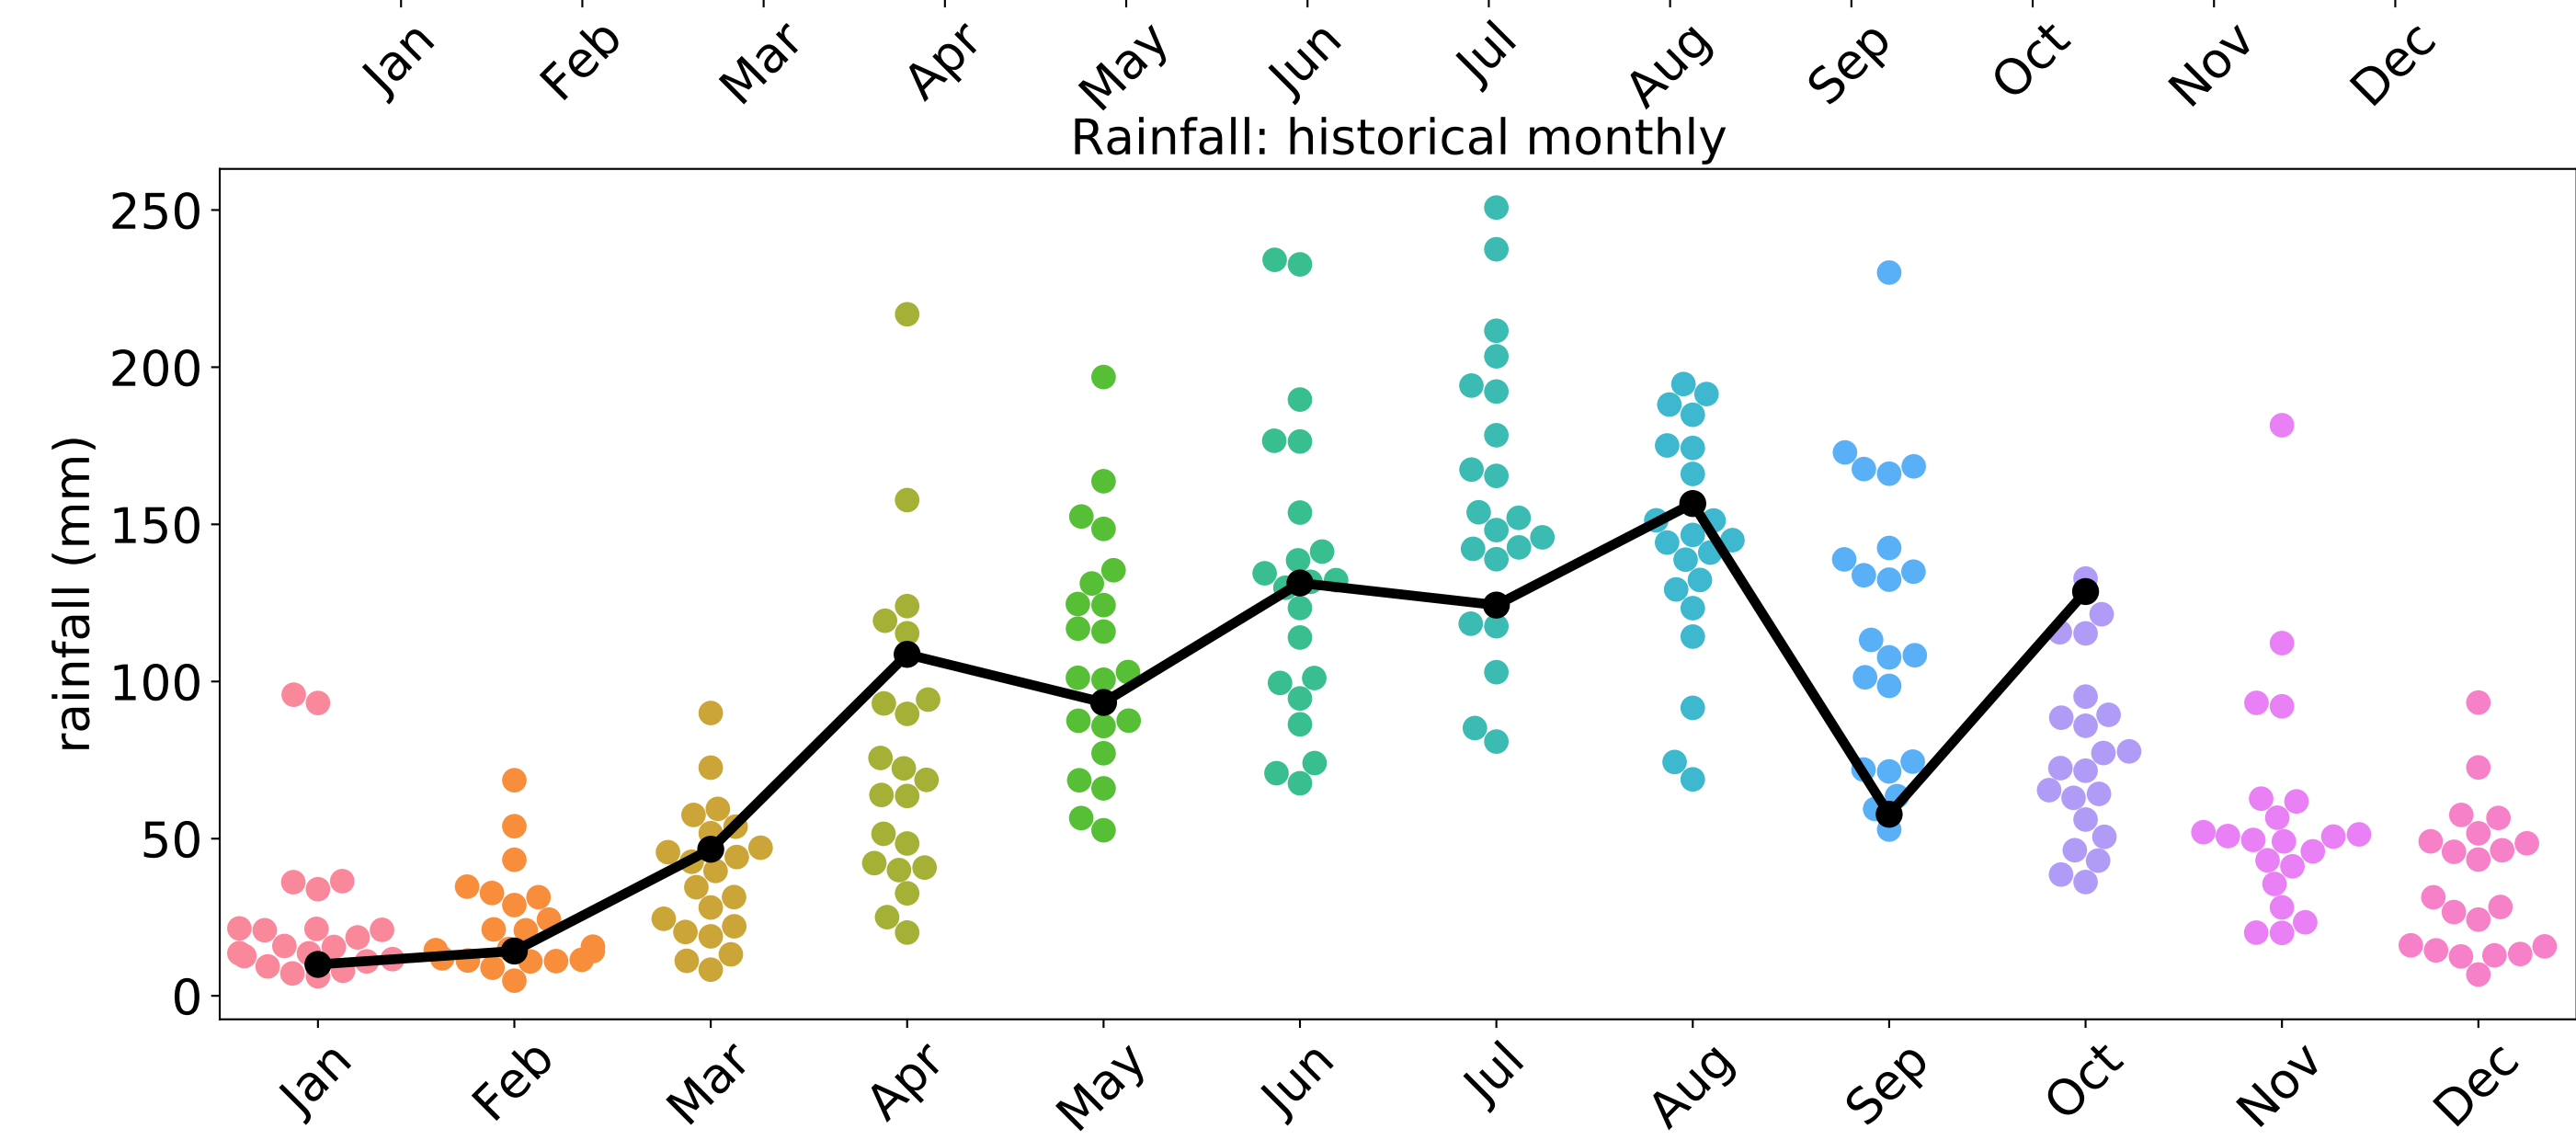 Jan Feb Mar Apr May Jun Jul Aug Sep Oct Nov Dec
Rainfall: historical monthly
rainfall (mm)
250
200
150
100
50
0
Jan Feb Mar Apr May Jun Jul Aug Sep Oct Nov Dec